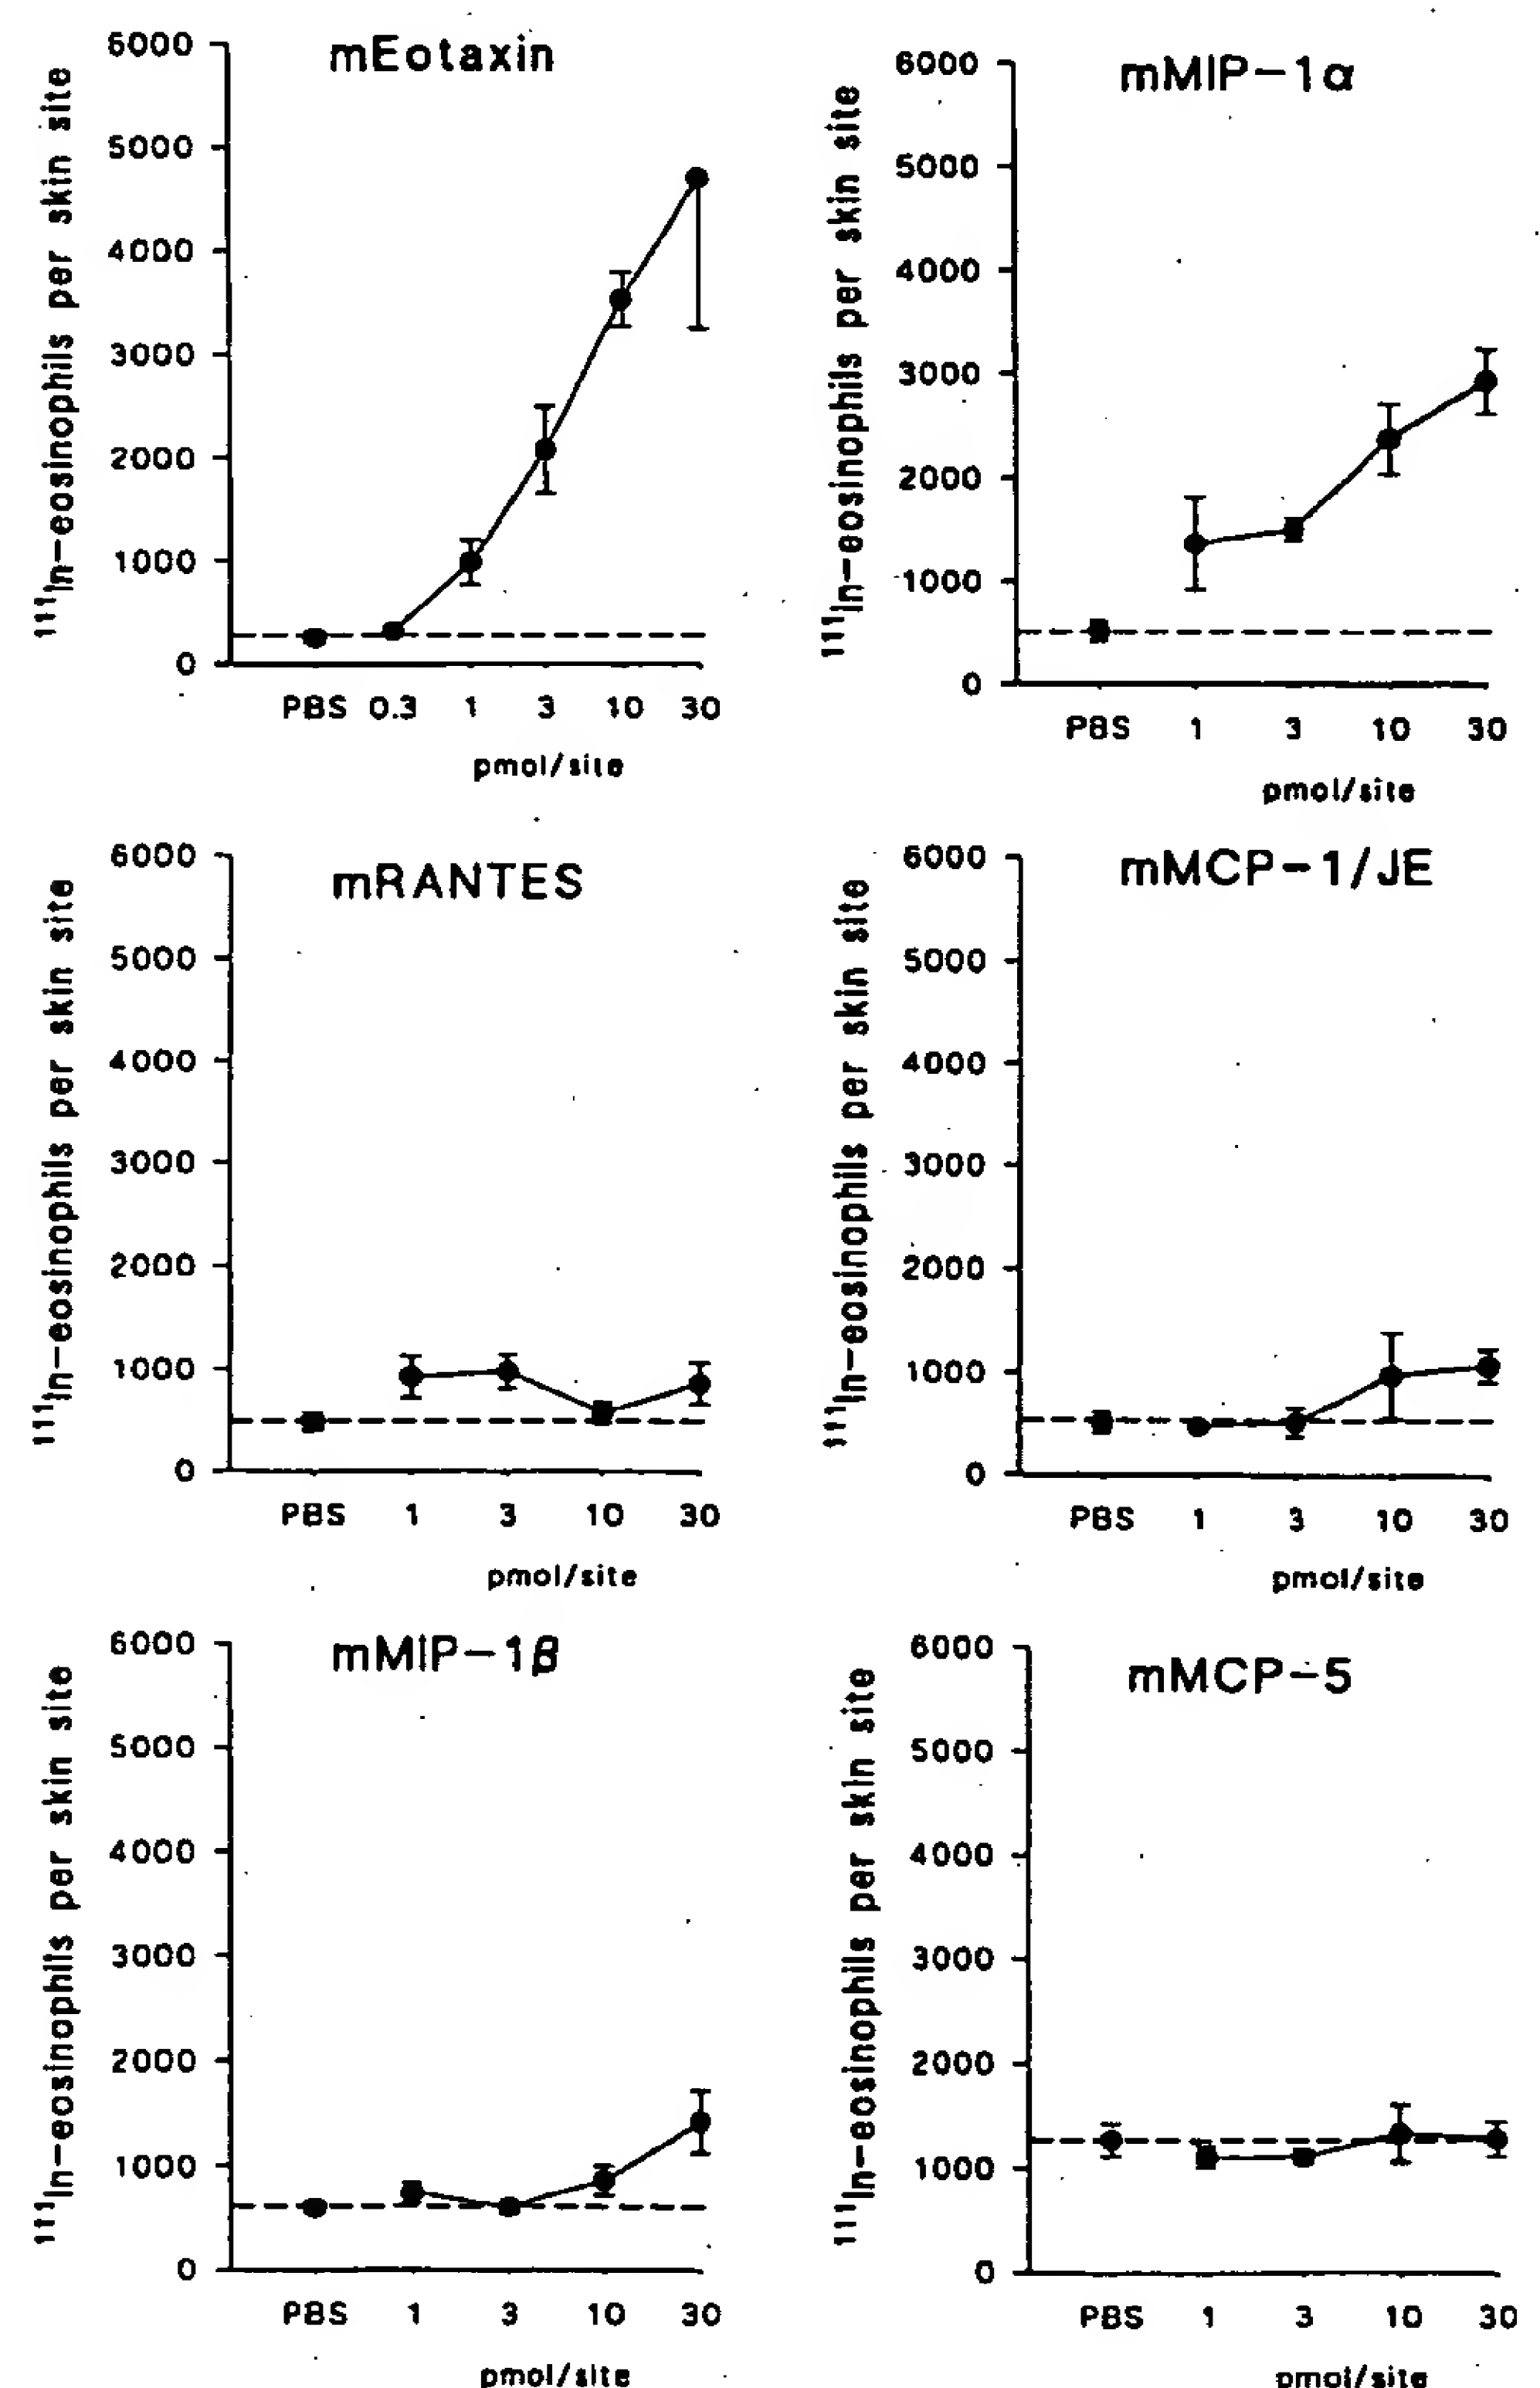 mEotaxin
¹¹¹In-eosinophils per skin site
6000
5000
4000
3000
2000
1000
0
PBS 0.3 1 3 10 30
pmol/site
mMIP-1α
¹¹¹In-eosinophils per skin site
6000
5000
4000
3000
2000
1000
0
PBS 1 3 10 30
pmol/site
mRANTES
¹¹¹In-eosinophils per skin site
6000
5000
4000
3000
2000
1000
0
PBS 1 3 10 30
pmol/site
mMCP-1/JE
¹¹¹In-eosinophils per skin site
6000
5000
4000
3000
2000
1000
0
PBS 1 3 10 30
pmol/site
mMIP-1β
¹¹¹In-eosinophils per skin site
6000
5000
4000
3000
2000
1000
0
PBS 1 3 10 30
pmol/site
mMCP-5
¹¹¹In-eosinophils per skin site
6000
5000
4000
3000
2000
1000
0
PBS 1 3 10 30
pmol/site